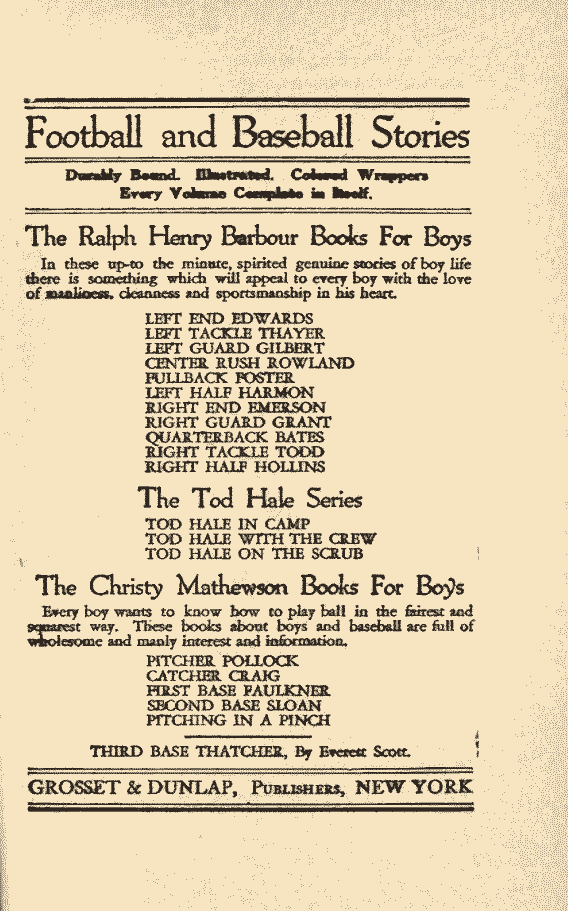 Football and Baseball Stories
Durably Bound. Illustrated. Colored Wrappers
Every Volume Complete in Itself.
The Ralph Henry Barbour Books For Boys
In these up-to the minute, spirited genuine stories of boy life
there is something which will appeal to every boy with the love
of manliness, cleanness and sportsmanship in his heart.
LEFT END EDWARDS
LEFT TACKLE THAYER
LEFT GUARD GILBERT
CENTER RUSH ROWLAND
FULLBACK FOSTER
LEFT HALF HARMON
RIGHT END EMERSON
RIGHT GUARD GRANT
QUARTERBACK BATES
RIGHT TACKLE TODD
RIGHT HALF HOLLINS
The Tod Hale Series
TOD HALE IN CAMP
TOD HALE WITH THE CREW
TOD HALE ON THE SCRUB
The Christy Mathewson Books For Boys
Every boy wants to know how to play ball in the fairest and
squarest way. These books about boys and baseball are full of
wholesome and manly interest and information.
PITCHER POLLOCK
CATCHER CRAIG
FIRST BASE FAULKNER
SECOND BASE SLOAN
PITCHING IN A PINCH
THIRD BASE THATCHER, By Everett Scott.
GROSSET & DUNLAP, PUBLISHERS, NEW YORK